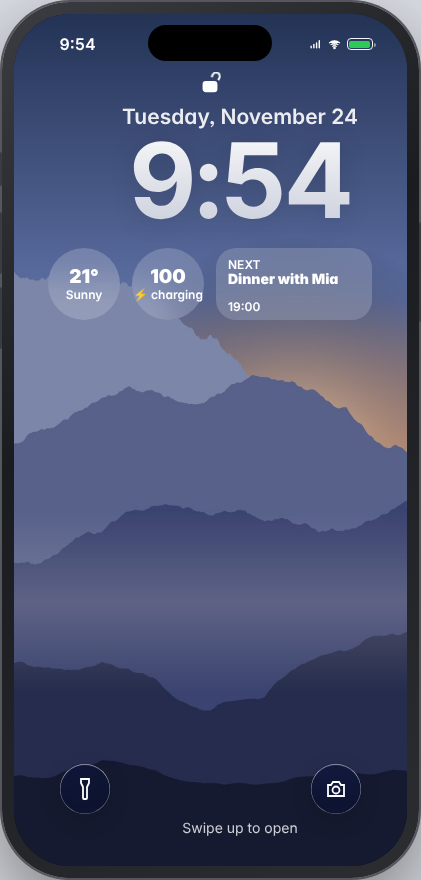 9:54
Tuesday, November 24
9:54
21°
Sunny
100
⚡ charging
NEXT
Dinner with Mia
19:00
Swipe up to open